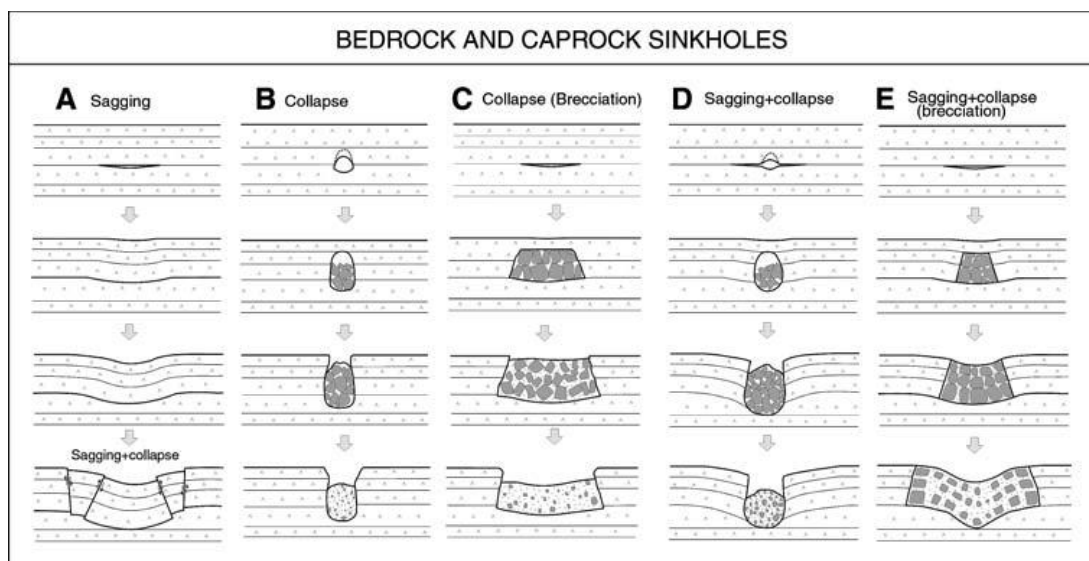 BEDROCK AND CAPROCK SINKHOLES
A Sagging
B Collapse
C Collapse (Brecciation)
D Sagging+collapse
E Sagging+collapse
(brecciation)
Sagging+collapse